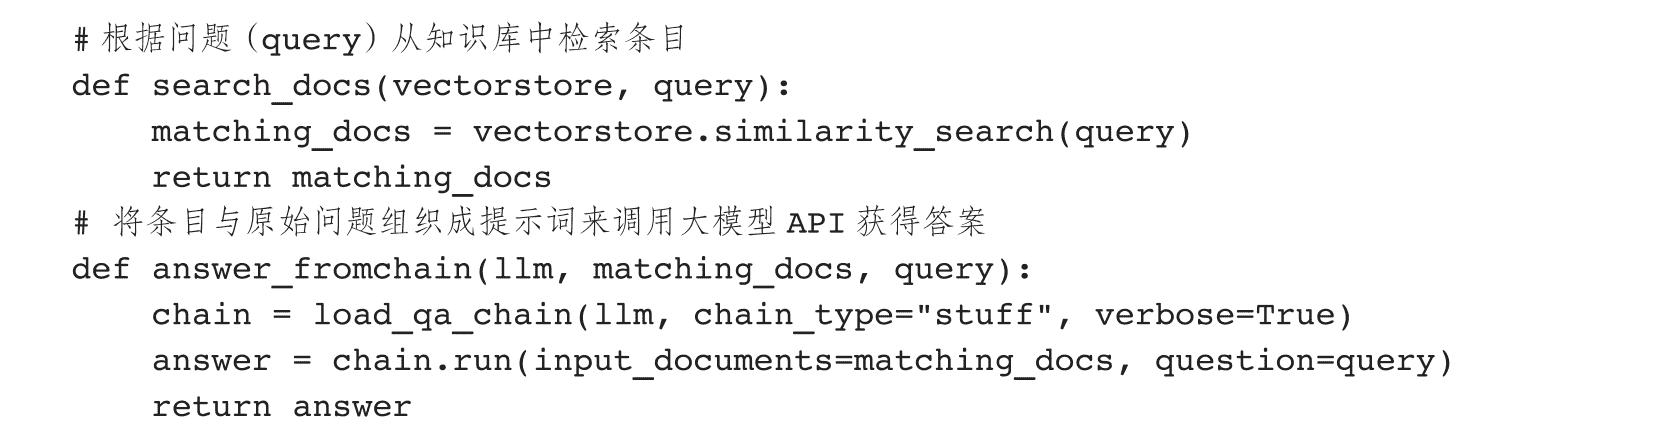 # 根据问题（query）从知识库中检索条目
def search_docs(vectorstore, query):
    matching_docs = vectorstore.similarity_search(query)
    return matching_docs
# 将条目与原始问题组织成提示词来调用大模型 API 获得答案
def answer_fromchain(llm, matching_docs, query):
    chain = load_qa_chain(llm, chain_type="stuff", verbose=True)
    answer = chain.run(input_documents=matching_docs, question=query)
    return answer